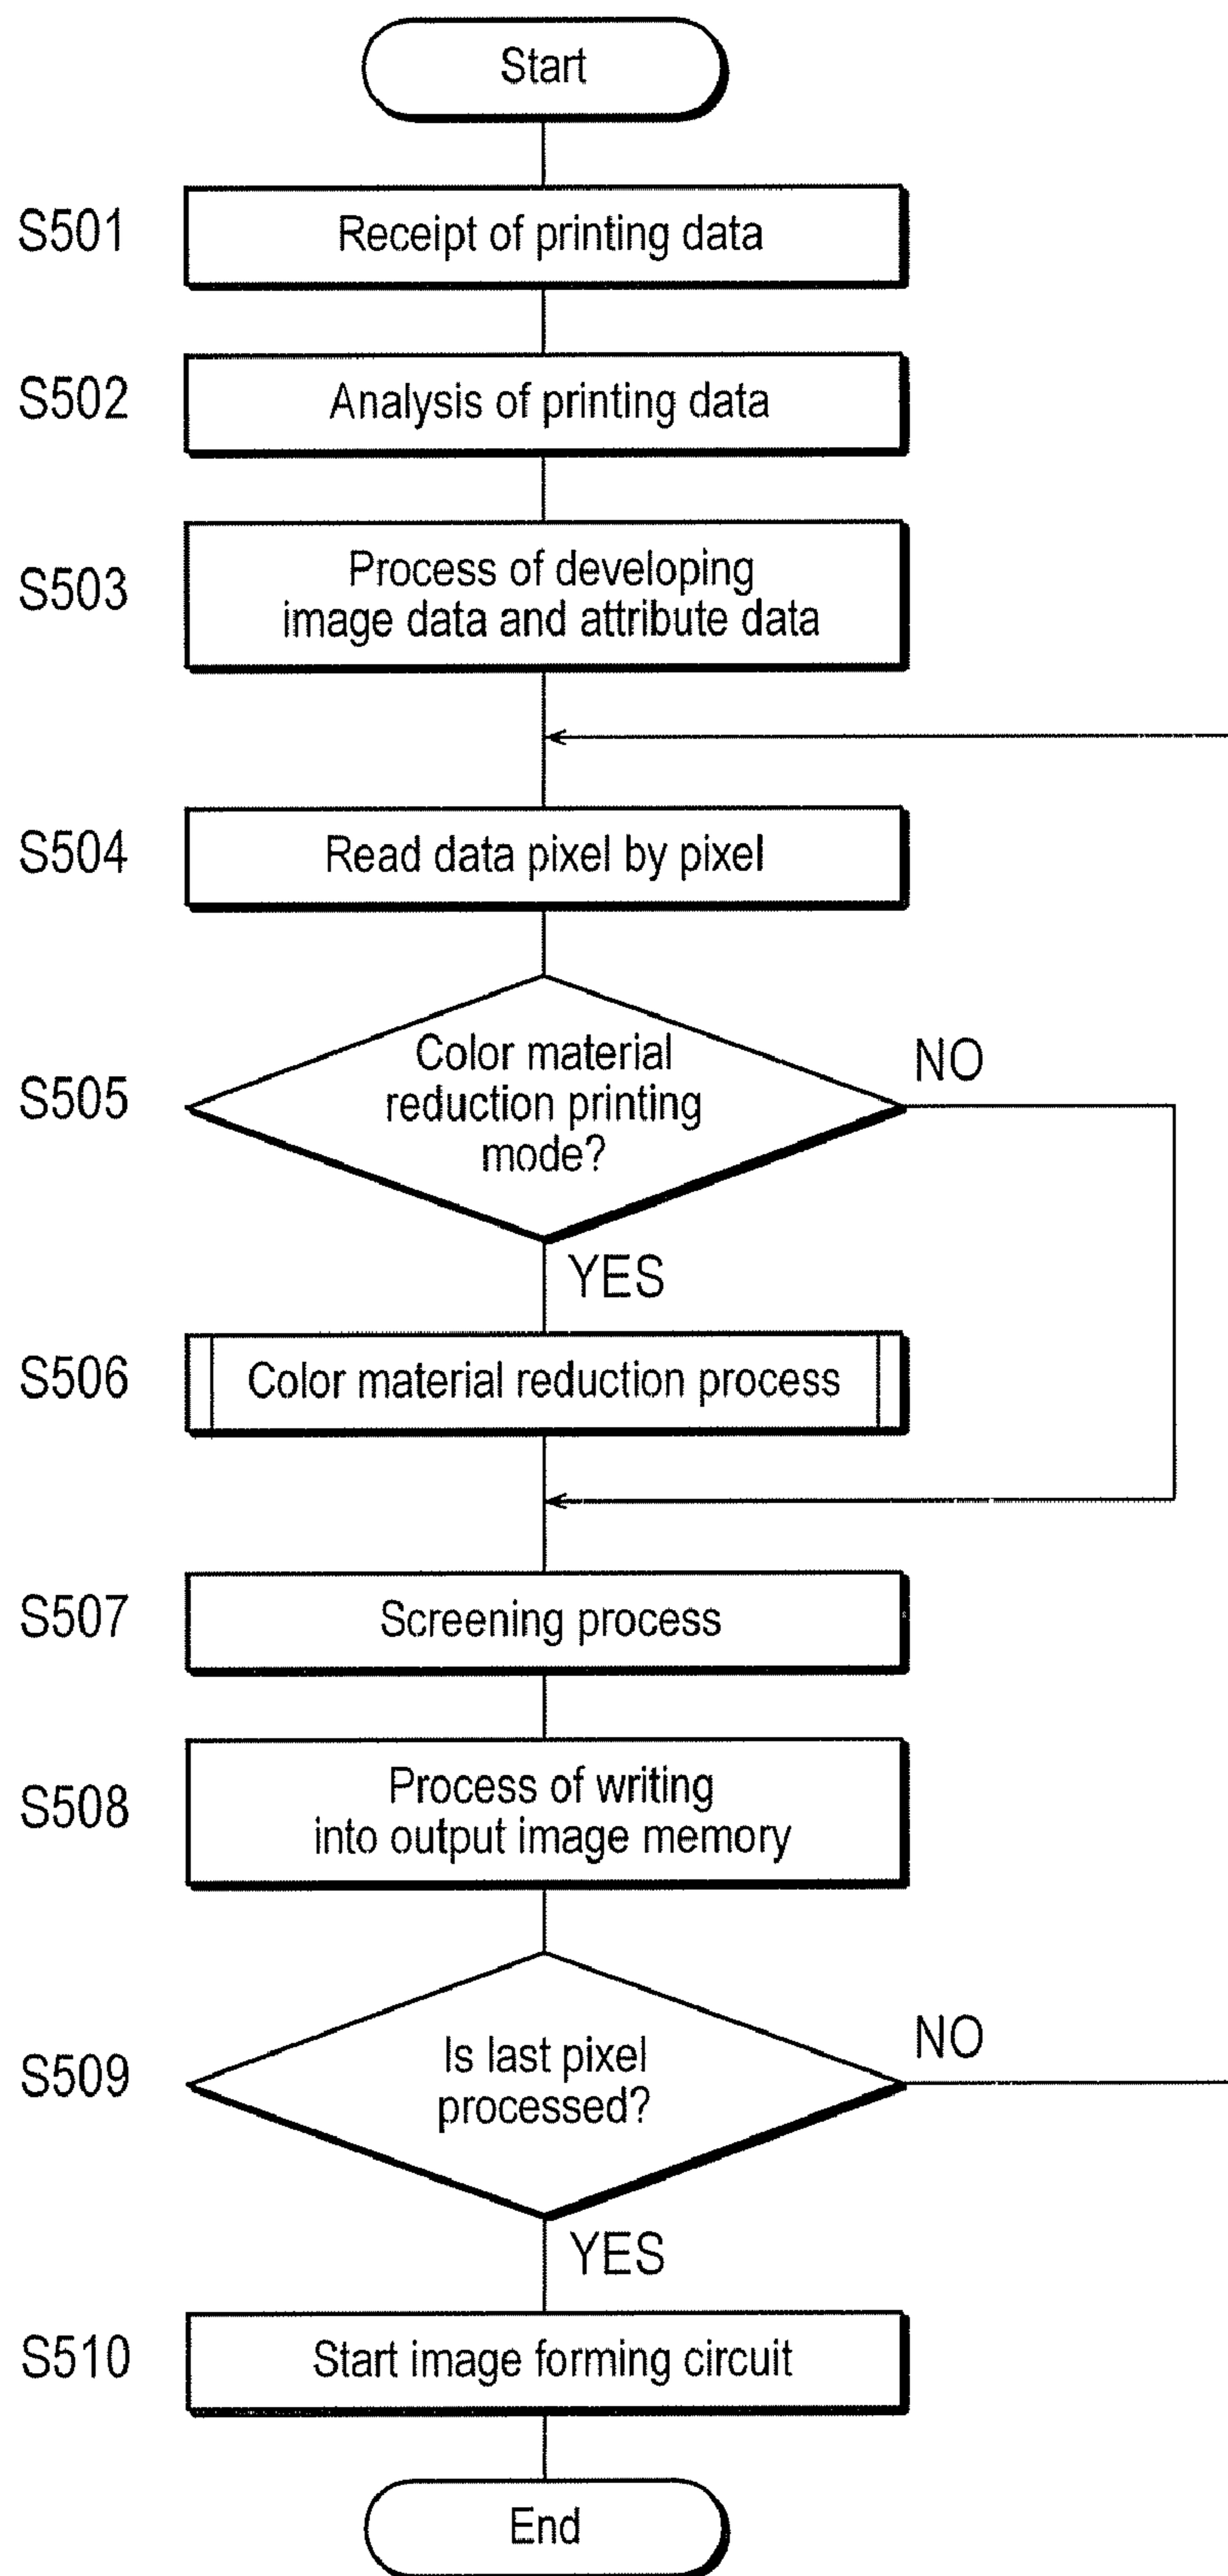 Start
S501
Receipt of printing data
S502
Analysis of printing data
S503
Process of developing
image data and attribute data
S504
Read data pixel by pixel
S505
Color material
reduction printing
mode?
NO
YES
S506
Color material reduction process
S507
Screening process
S508
Process of writing
into output image memory
S509
Is last pixel
processed?
NO
YES
S510
Start image forming circuit
End